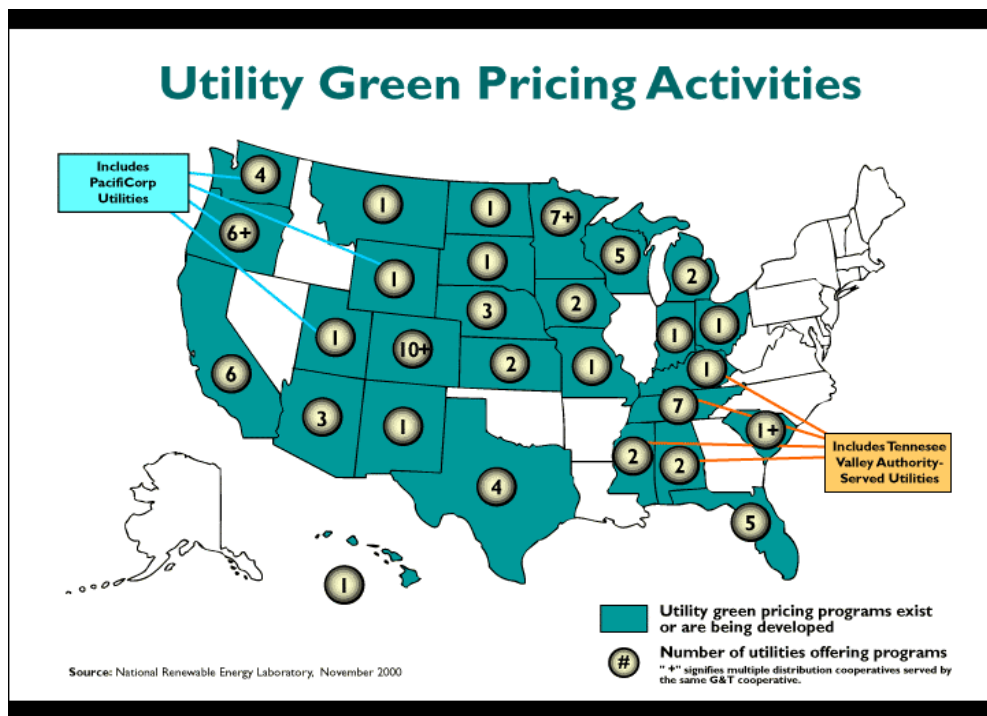 Utility Green Pricing Activities
Includes
PacifiCorp
Utilities
4
6+
1
1
7+
5
2
1
1
3
2
1
1
1
10+
2
1
1
6
3
1
7
1+
2
2
4
5
1
Includes Tennesee
Valley Authority-
Served Utilities
Utility green pricing programs exist
or are being developed
#
Number of utilities offering programs
" +" signifies multiple distribution cooperatives served by
the same G&T cooperative.
Source: National Renewable Energy Laboratory, November 2000